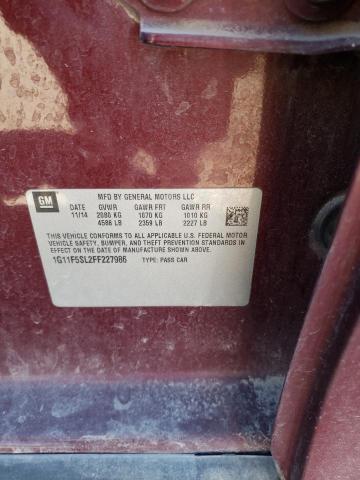 GM
MFD BY GENERAL MOTORS LLC
DATE GVWR GAWR FRT GAWR RR
11/14 2080 KG 1070 KG 1010 KG
4586 LB 2359 LB 2227 LB
THIS VEHICLE CONFORMS TO ALL APPLICABLE U.S. FEDERAL MOTOR
VEHICLE SAFETY, BUMPER, AND THEFT PREVENTION STANDARDS IN
EFFECT ON THE DATE OF MANUFACTURE SHOWN ABOVE.
1G11F5SL2FF227986 TYPE: PASS CAR